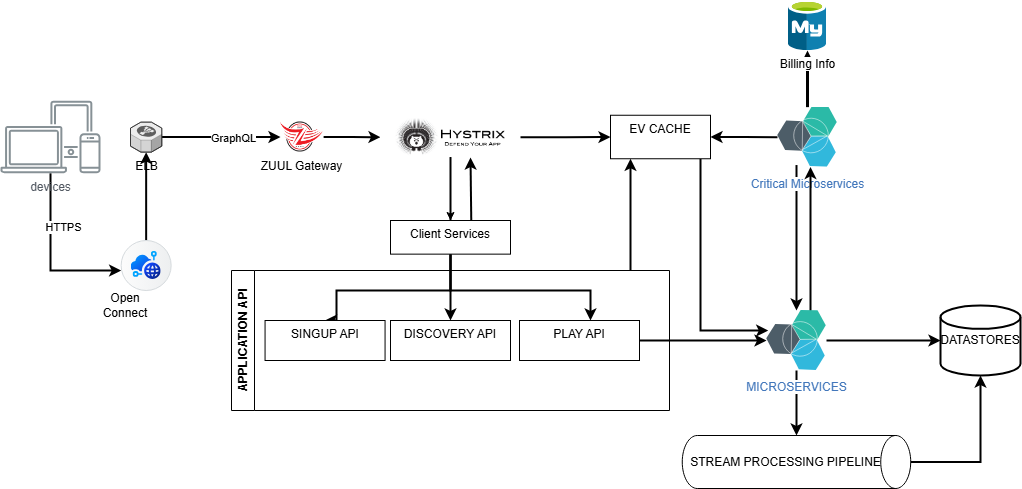 My
Billing Info
EV CACHE
GraphQL
HYSTRIX
DEFEND YOUR APP
ELB
ZUUL Gateway
devices
Critical Microservices
HTTPS
Client Services
Open
Connect
APPLICATION API
SINGUP API
DISCOVERY API
PLAY API
DATASTORES
MICROSERVICES
STREAM PROCESSING PIPELINE